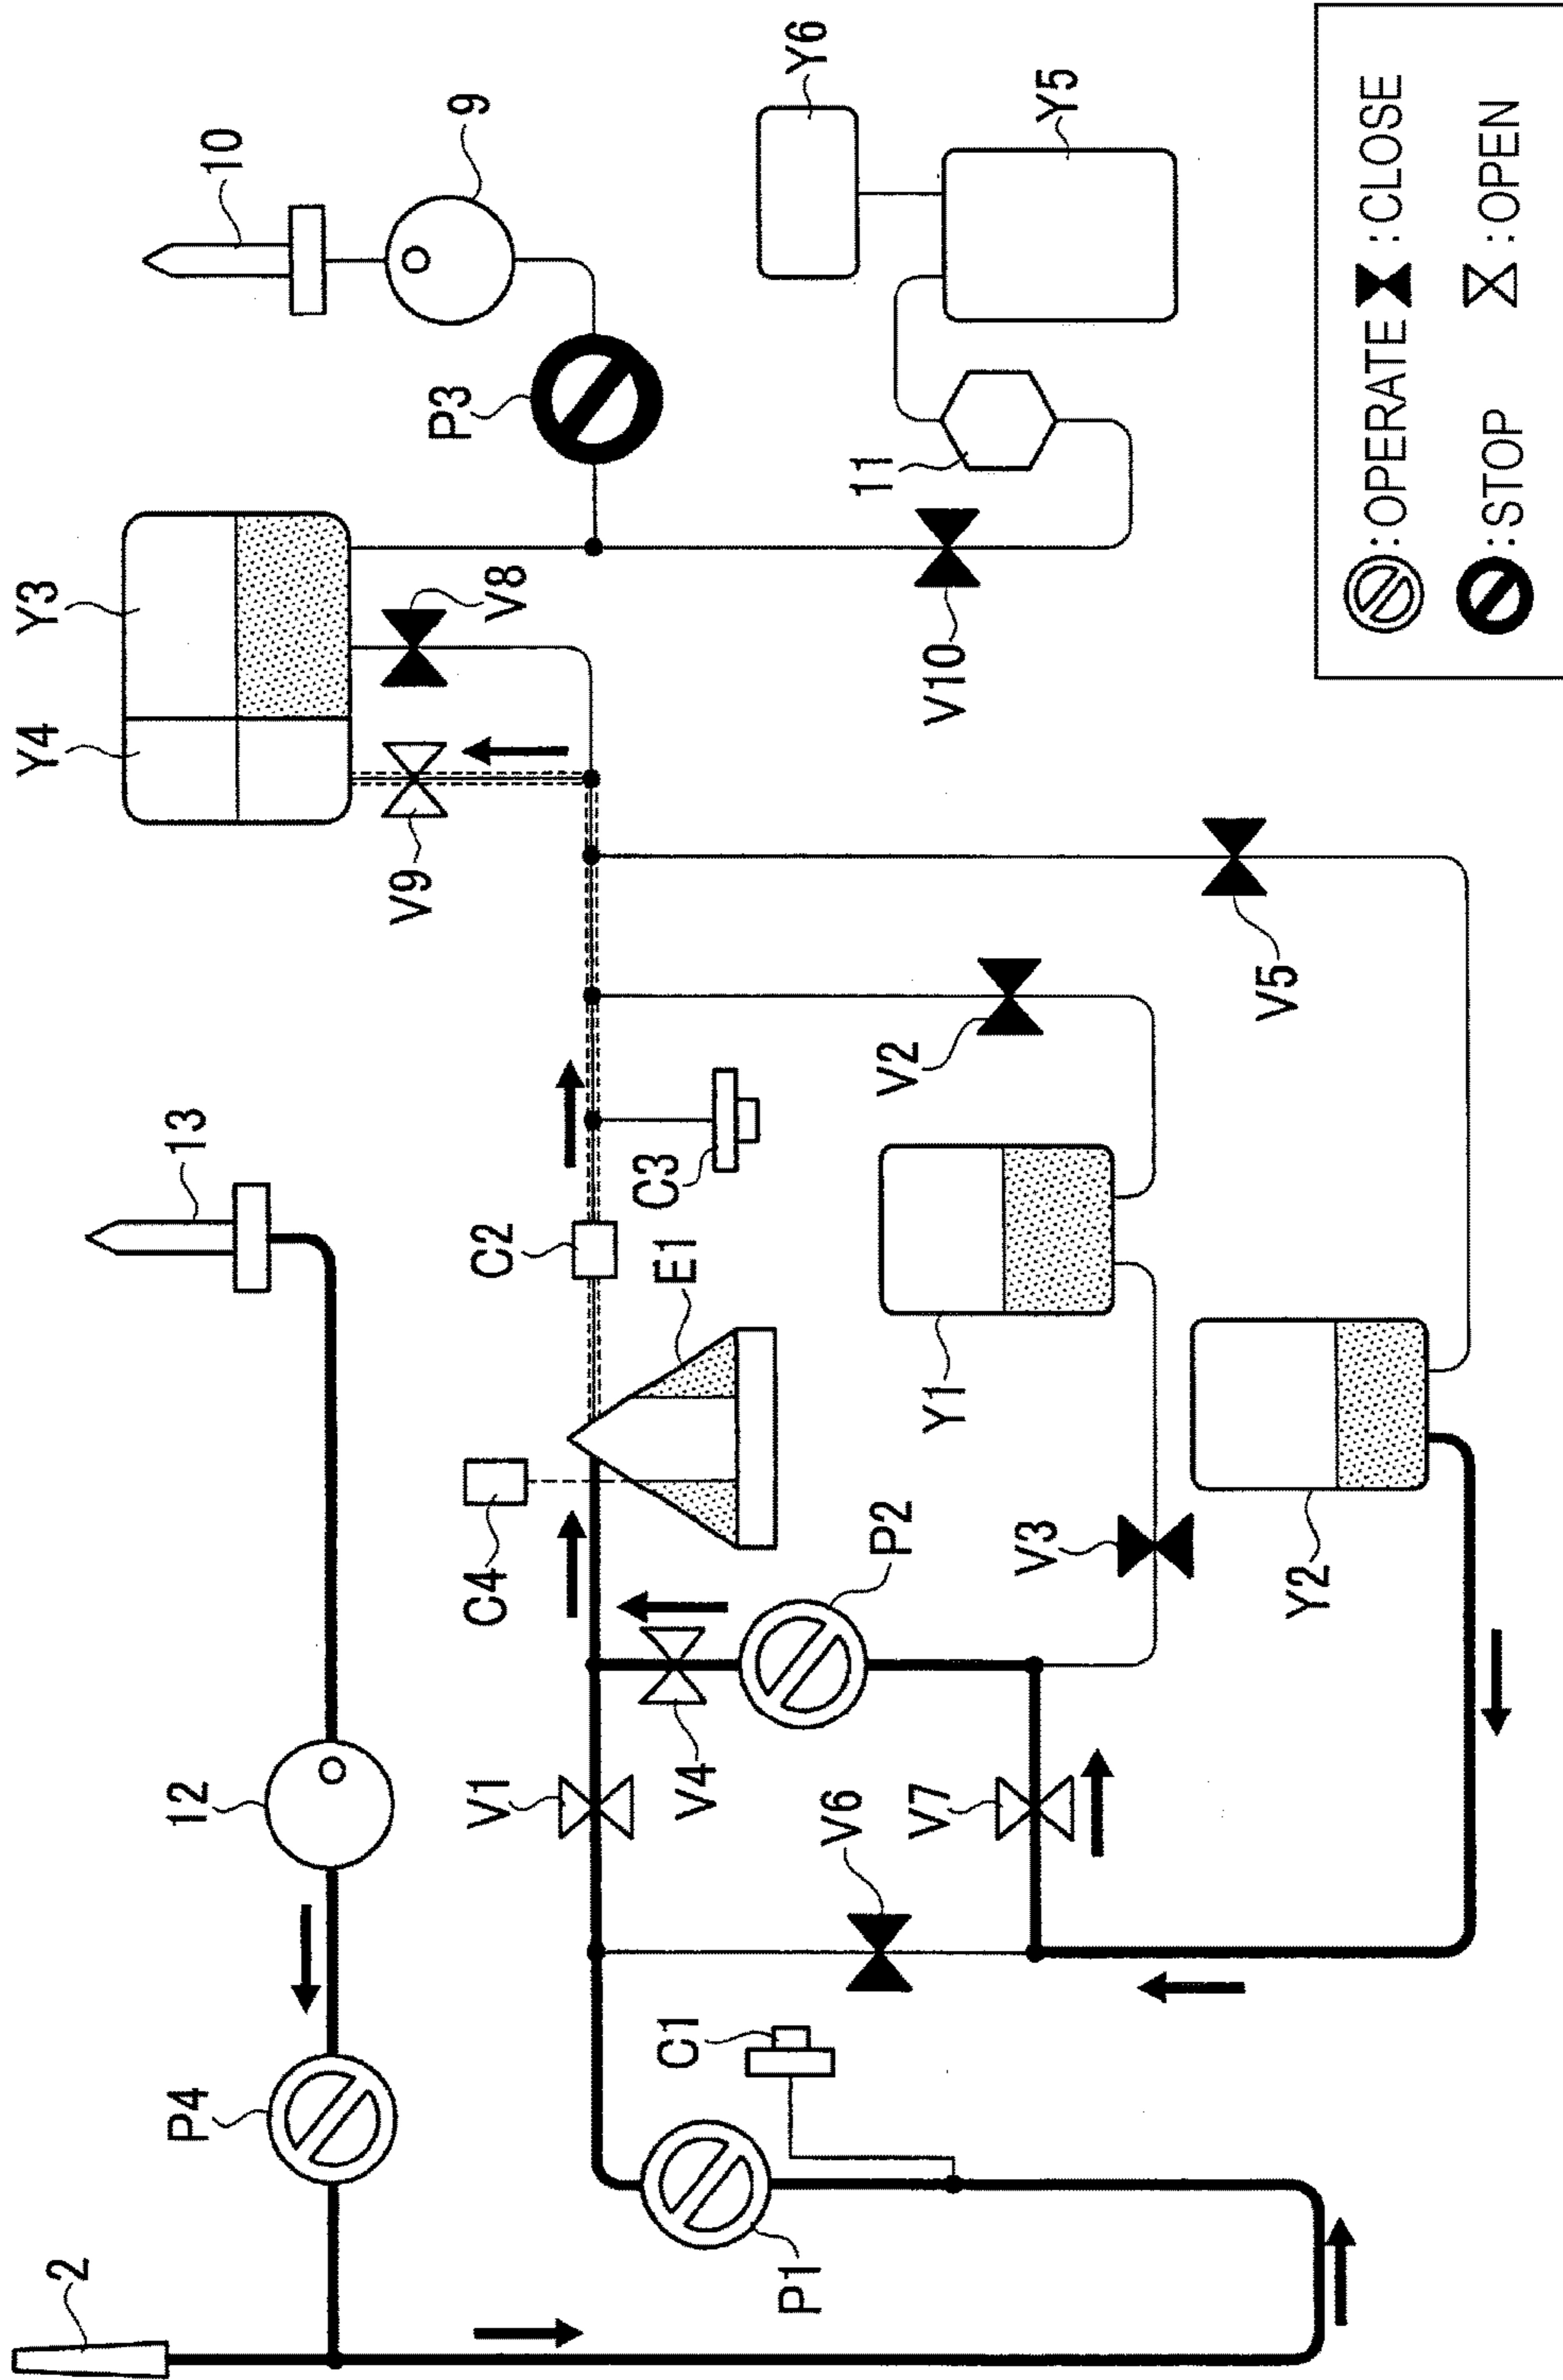 2
P4
12
13
10
9
P3
Y3
Y4
V8
V9
Y6
Y5
11
V10
C4
C2
E1
C3
V1
V4
P2
V2
V5
Y1
V3
Y2
V6
V7
C1
P1
:OPERATE :CLOSE
:STOP :OPEN